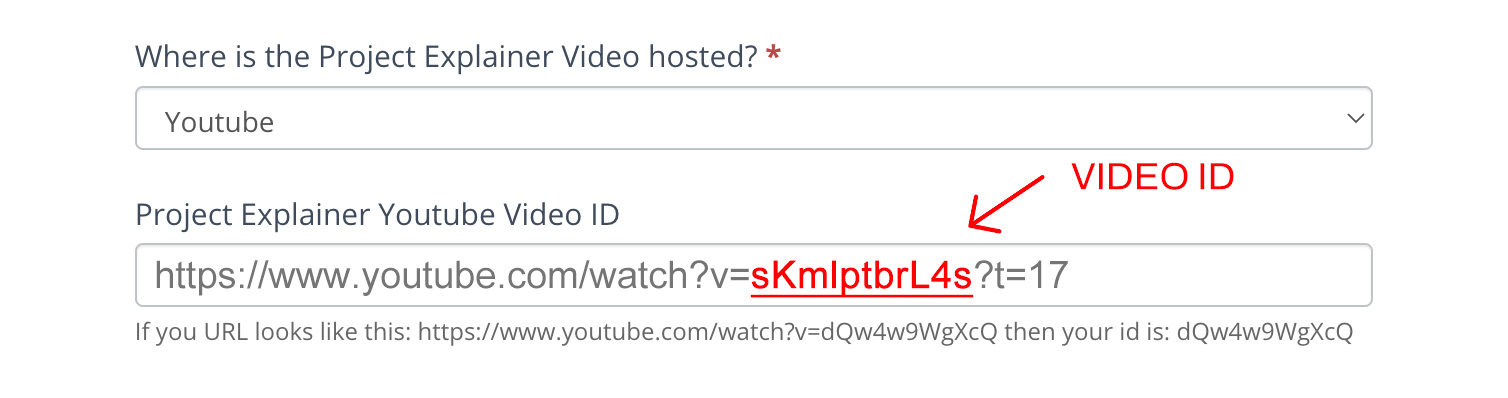 Where is the Project Explainer Video hosted? *
Youtube
VIDEO ID
Project Explainer Youtube Video ID
https://www.youtube.com/watch?v=sKmIptbrL4s?t=17
If you URL looks like this: https://www.youtube.com/watch?v=dQw4w9WgXcQ then your id is: dQw4w9WgXcQ